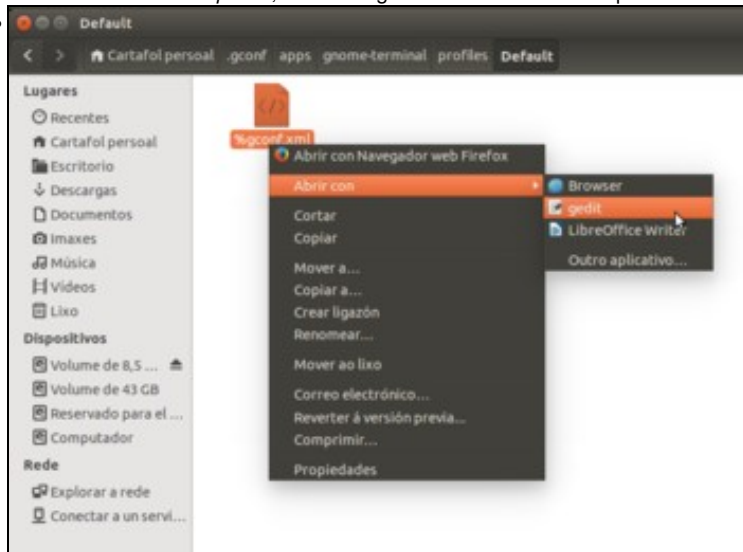 Default
Cartafol persoal .gconf apps gnome-terminal profiles Default
Lugares
Recentes
Cartafol persoal
Escritorio
Descargas
Documentos
Imaxes
Música
Vídeos
Lixo
Dispositivos
Volume de 8,5 ...
Volume de 43 GB
Reservado para el ...
Computador
Rede
Explorar a rede
Conectar a un servi...
%gconf.xml
Abrir con Navegador web Firefox
Abrir con
Cortar
Copiar
Mover a...
Copiar a...
Crear ligazón
Renomear...
Mover ao lixo
Correo electrónico...
Reverter á versión previa...
Comprimir...
Propiedades
Browser
gedit
LibreOffice Writer
Outro aplicativo...